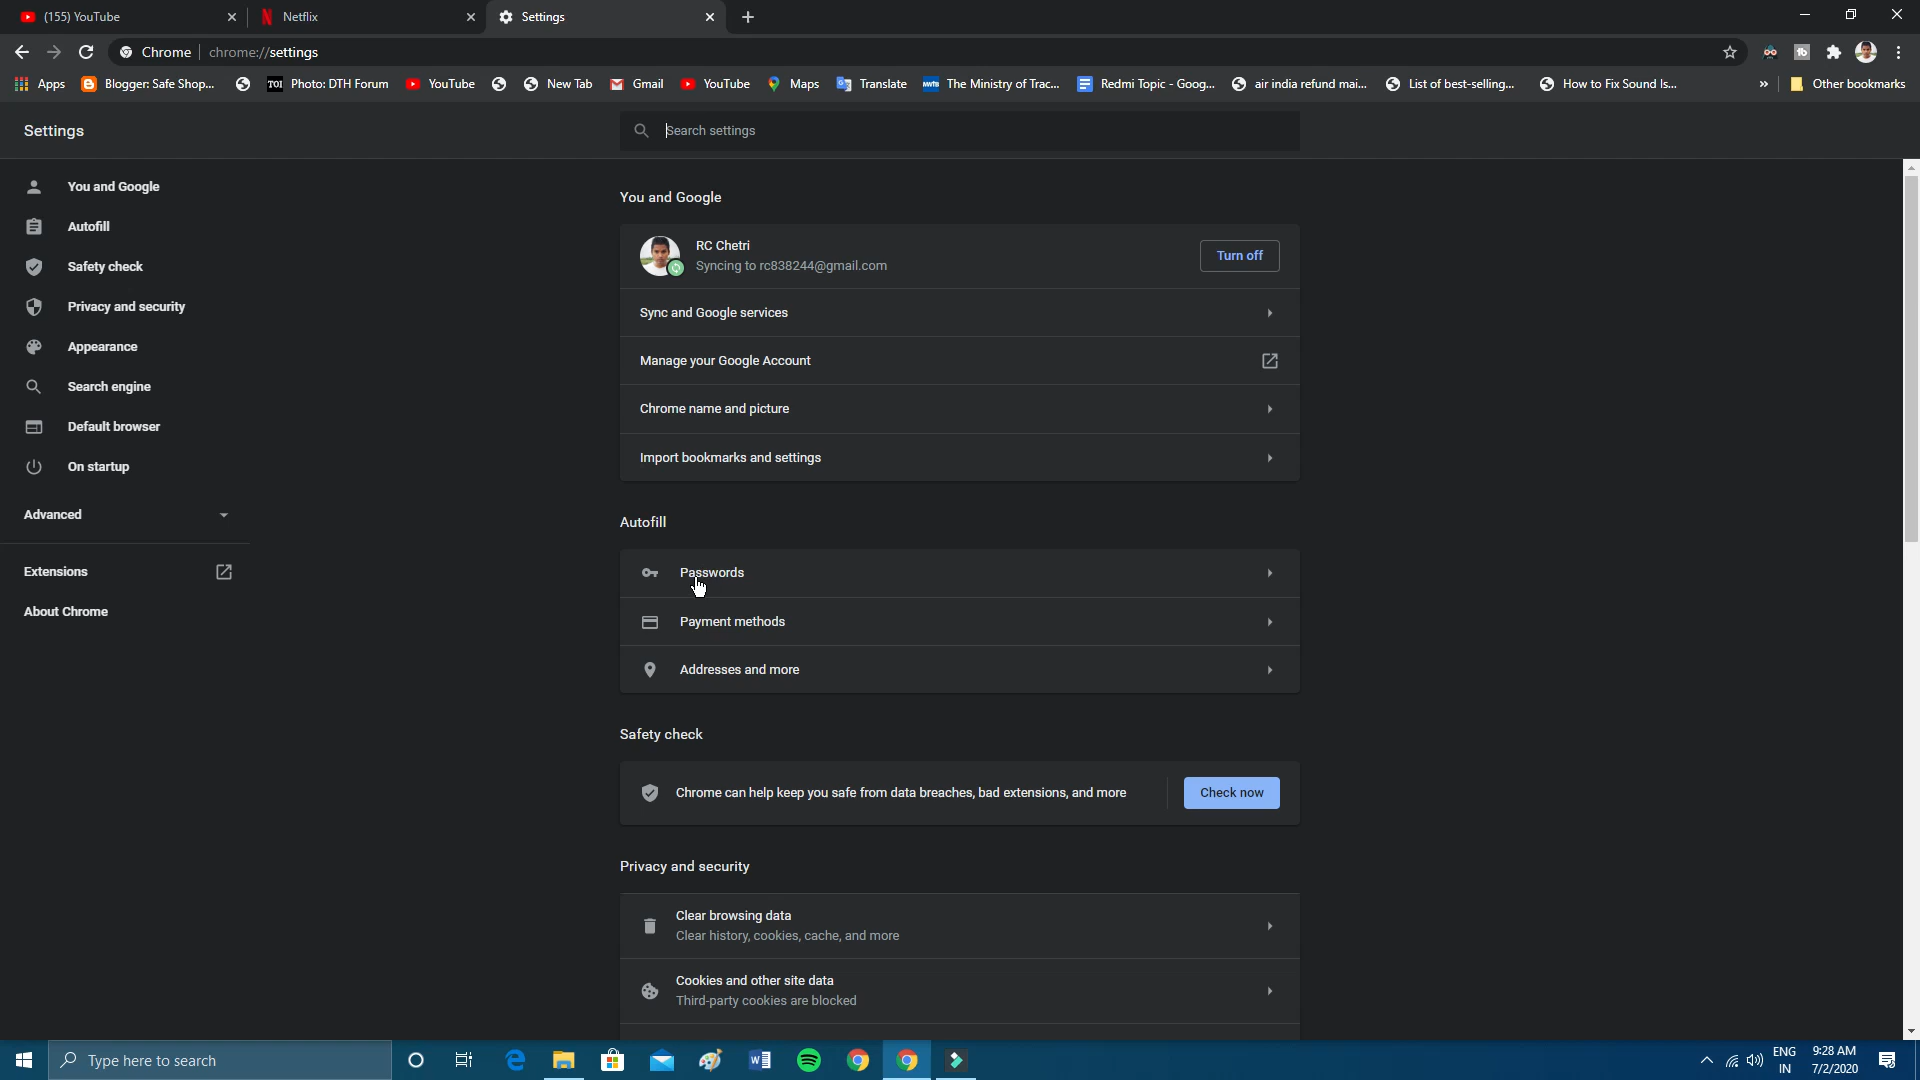 (155) YouTube
Netflix
Settings
Chrome
chrome://settings
Apps
Blogger: Safe Shop...
TOI Photo: DTH Forum
YouTube
New Tab
Gmail
YouTube
Maps
Translate
The Ministry of Trac...
Redmi Topic - Goog...
air india refund mai...
List of best-selling...
How to Fix Sound Is...
»
Other bookmarks
Settings
Search settings
You and Google
Autofill
Safety check
Privacy and security
Appearance
Search engine
Default browser
On startup
Advanced
Extensions
About Chrome
You and Google
RC Chetri
Syncing to rc838244@gmail.com
Turn off
Sync and Google services
Manage your Google Account
Chrome name and picture
Import bookmarks and settings
Autofill
Passwords
Payment methods
Addresses and more
Safety check
Chrome can help keep you safe from data breaches, bad extensions, and more
Check now
Privacy and security
Clear browsing data
Clear history, cookies, cache, and more
Cookies and other site data
Third-party cookies are blocked
Type here to search
ENG
IN
9:28 AM
7/2/2020